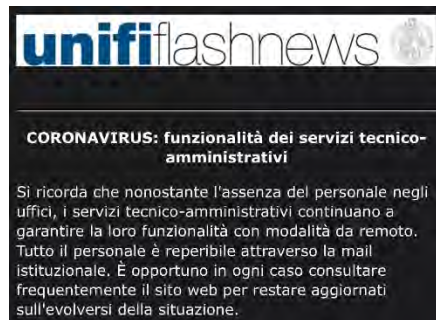 unififlashnews
CORONAVIRUS: funzionalità dei servizi tecnico-
amministrativi
Si ricorda che nonostante l'assenza del personale negli
uffici, i servizi tecnico-amministrativi continuano a
garantire la loro funzionalità con modalità da remoto.
Tutto il personale è reperibile attraverso la mail
istituzionale. È opportuno in ogni caso consultare
frequentemente il sito web per restare aggiornati
sull'evolversi della situazione.